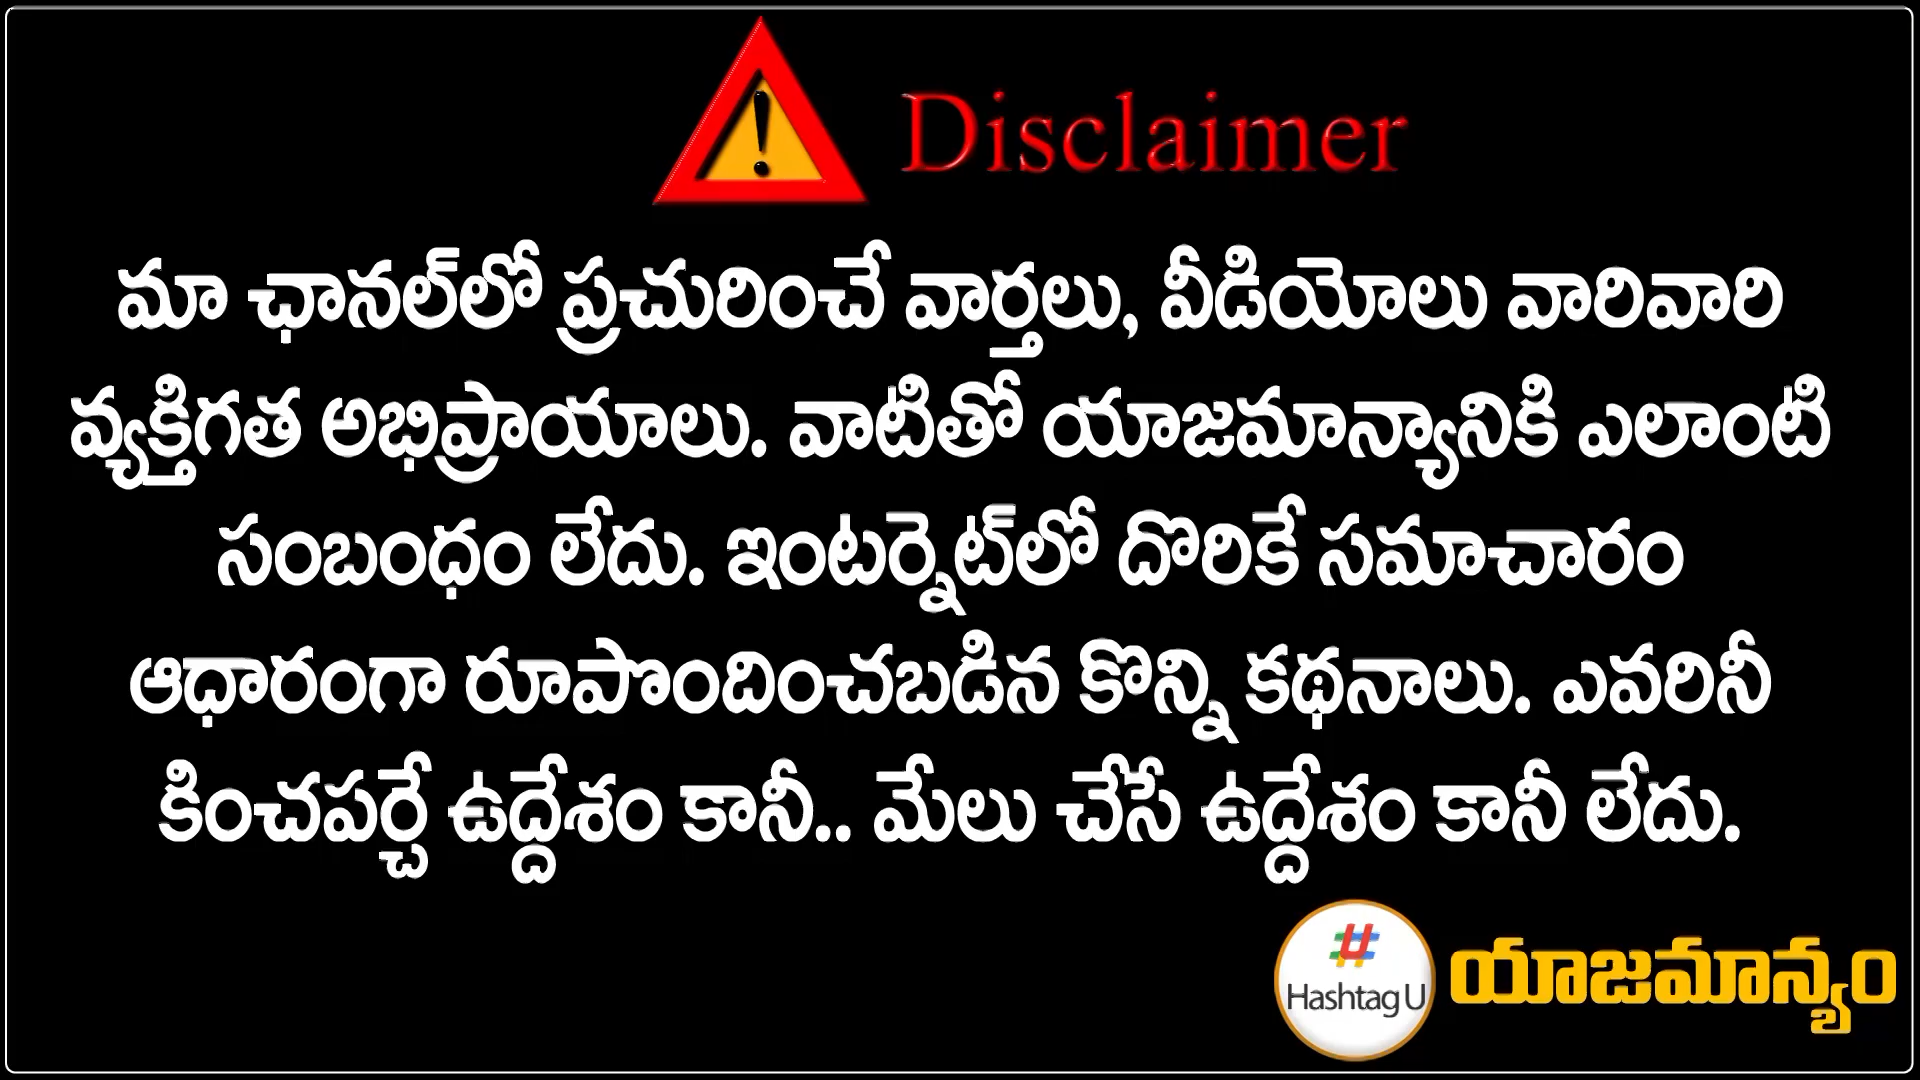 Disclaimer
మా ఛానల్‌లో ప్రచురించే వార్తలు, వీడియోలు వారివారి
వ్యక్తిగత అభిప్రాయాలు. వాటితో యాజమాన్యానికి ఎలాంటి
సంబంధం లేదు. ఇంటర్నెట్‌లో దొరికే సమాచారం
ఆధారంగా రూపొందించబడిన కొన్ని కథనాలు. ఎవరినీ
కించపర్చే ఉద్దేశం కానీ.. మేలు చేసే ఉద్దేశం కానీ లేదు.
# Hashtag U యాజమాన్యం